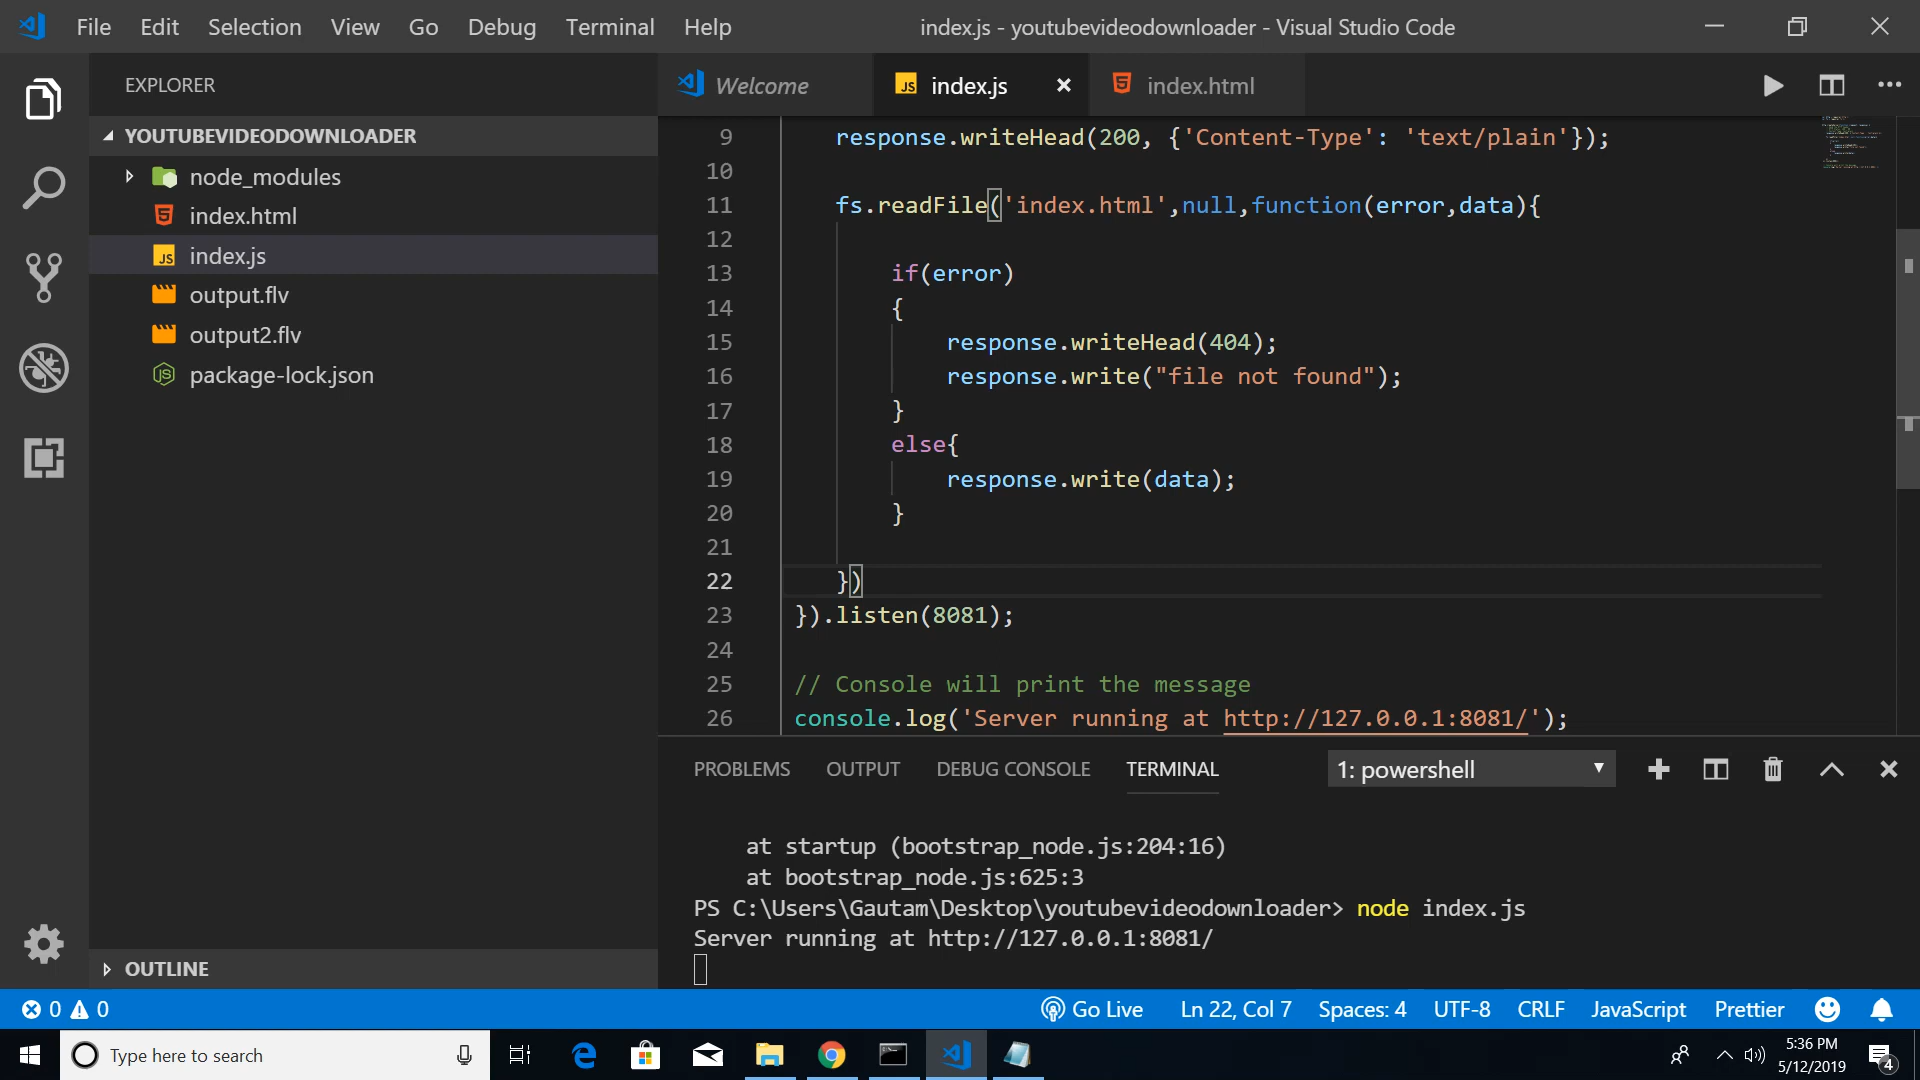 File Edit Selection View Go Debug Terminal Help
index.js - youtubevideodownloader - Visual Studio Code
EXPLORER
YOUTUBEVIDEODOWNLOADER
node_modules
index.html
JS index.js
output.flv
output2.flv
JS package-lock.json
OUTLINE
Welcome
JS index.js
index.html
9 response.writeHead(200, {'Content-Type': 'text/plain'});
10
11 fs.readFile('index.html',null,function(error,data){
12
13 if(error)
14 {
15 response.writeHead(404);
16 response.write("file not found");
17 }
18 else{
19 response.write(data);
20 }
21
22 })
23 }).listen(8081);
24
25 // Console will print the message
26 console.log('Server running at http://127.0.0.1:8081/');
PROBLEMS OUTPUT DEBUG CONSOLE TERMINAL
1: powershell
at startup (bootstrap_node.js:204:16)
at bootstrap_node.js:625:3
PS C:\Users\Gautam\Desktop\youtubevideodownloader> node index.js
Server running at http://127.0.0.1:8081/
0 0
Go Live Ln 22, Col 7 Spaces: 4 UTF-8 CRLF JavaScript Prettier
Type here to search
5:36 PM
5/12/2019
4